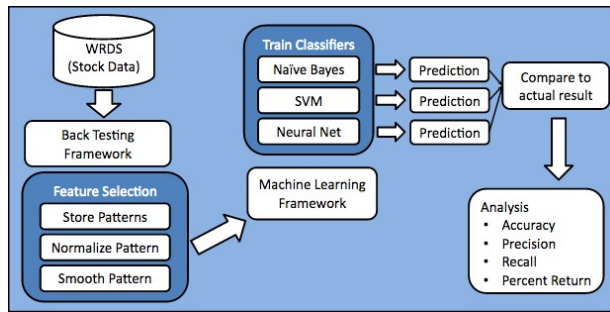 WRDS
(Stock Data)
Back Testing
Framework
Feature Selection
Store Patterns
Normalize Pattern
Smooth Pattern
Machine Learning
Framework
Train Classifiers
Naïve Bayes
SVM
Neural Net
Prediction
Prediction
Prediction
Compare to
actual result
Analysis
• Accuracy
• Precision
• Recall
• Percent Return